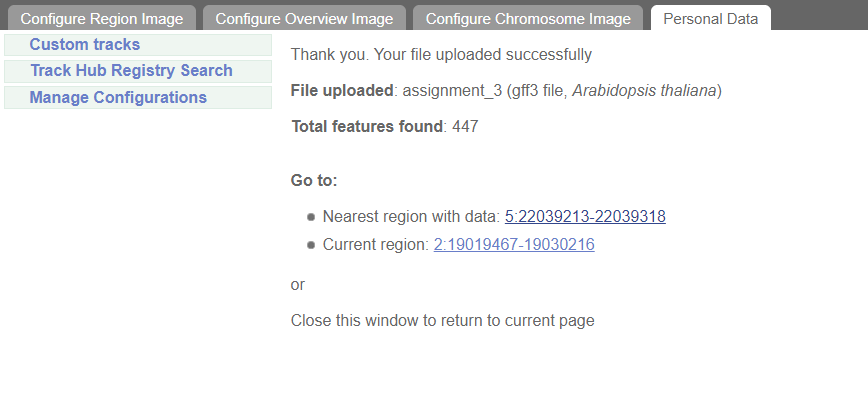 Configure Region Image
Configure Overview Image
Configure Chromosome Image
Personal Data
Custom tracks
Track Hub Registry Search
Manage Configurations
Thank you. Your file uploaded successfully
File uploaded: assignment_3 (gff3 file, Arabidopsis thaliana)
Total features found: 447
Go to:
Nearest region with data: 5:22039213-22039318
Current region: 2:19019467-19030216
or
Close this window to return to current page